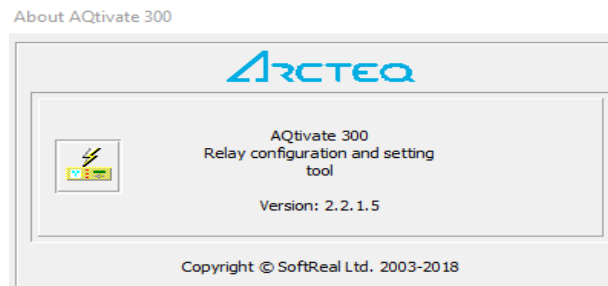 About AQtivate 300
ARCTEQ
AQtivate 300
Relay configuration and setting
tool
Version: 2.2.1.5
Copyright © SoftReal Ltd. 2003-2018